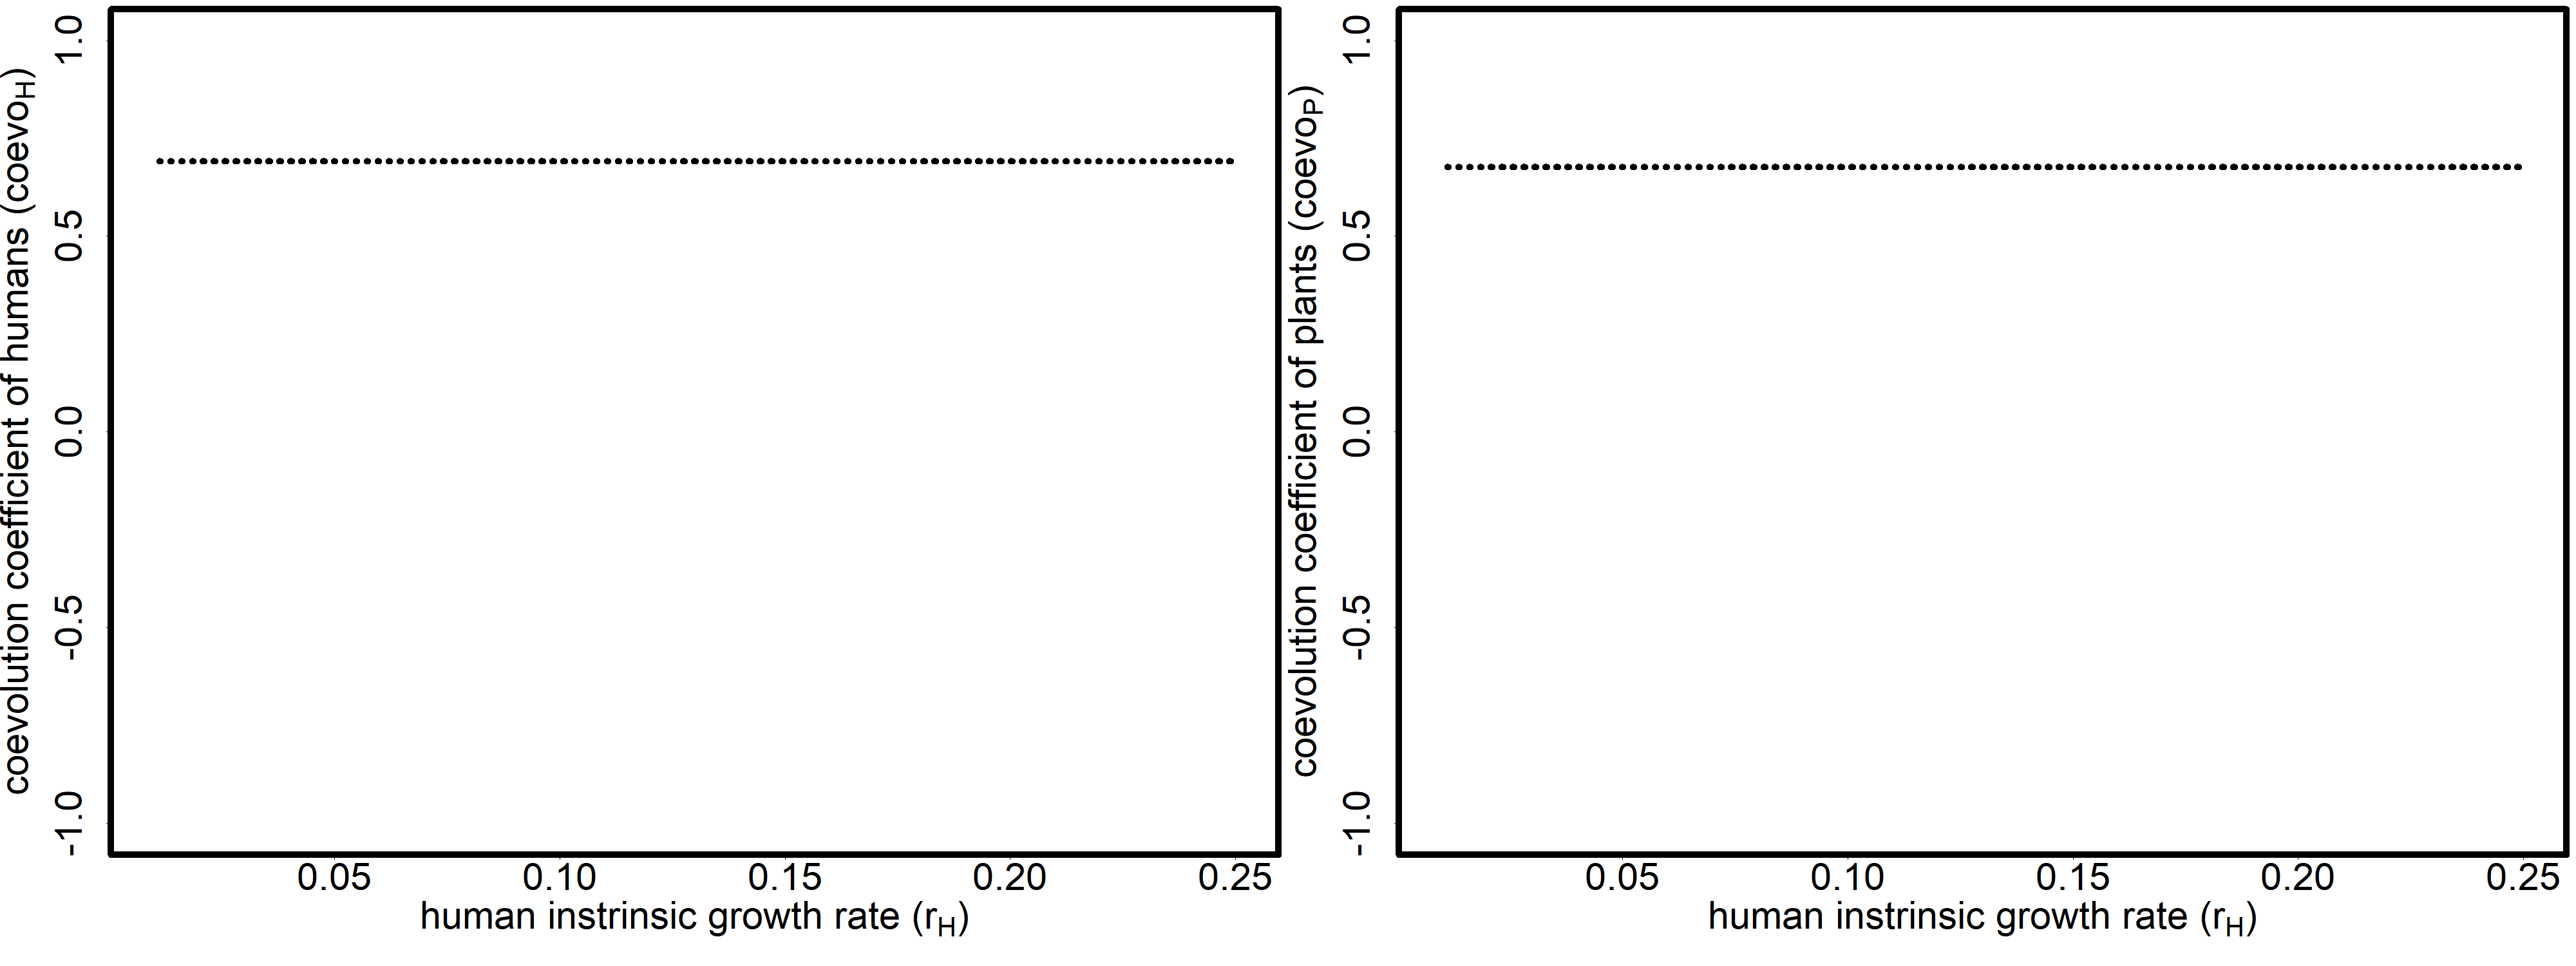 coevolution coefficient of humans (coevoH)
1.0
0.5
0.0
-0.5
-1.0
0.05 0.10 0.15 0.20 0.25
human instrinsic growth rate (rH)
coevolution coefficient of plants (coevoP)
1.0
0.5
0.0
-0.5
-1.0
0.05 0.10 0.15 0.20 0.25
human instrinsic growth rate (rH)